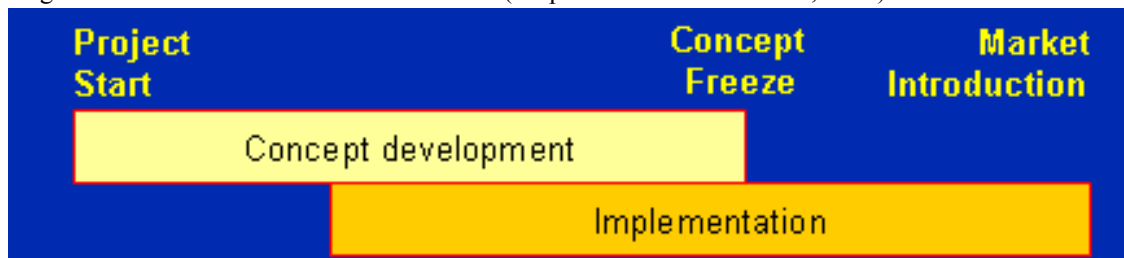 Project
Start
Concept
Freeze
Market
Introduction
Concept development
Implementation